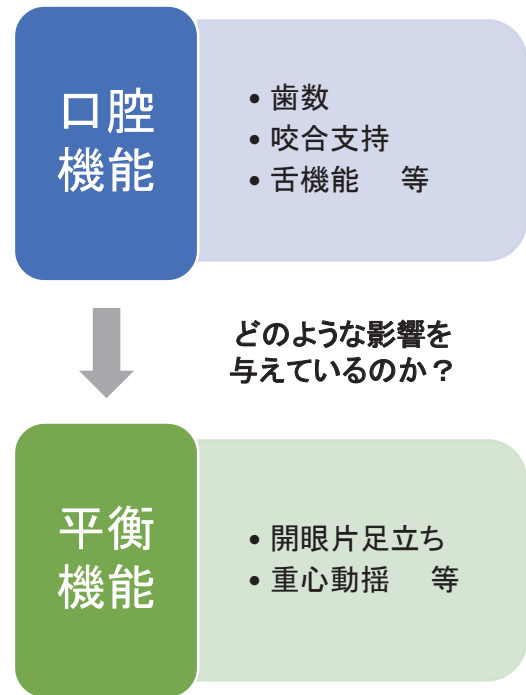 口腔
機能
• 歯数
• 咬合支持
• 舌機能　等
どのような影響を
与えているのか？
平衡
機能
• 開眼片足立ち
• 重心動揺　等